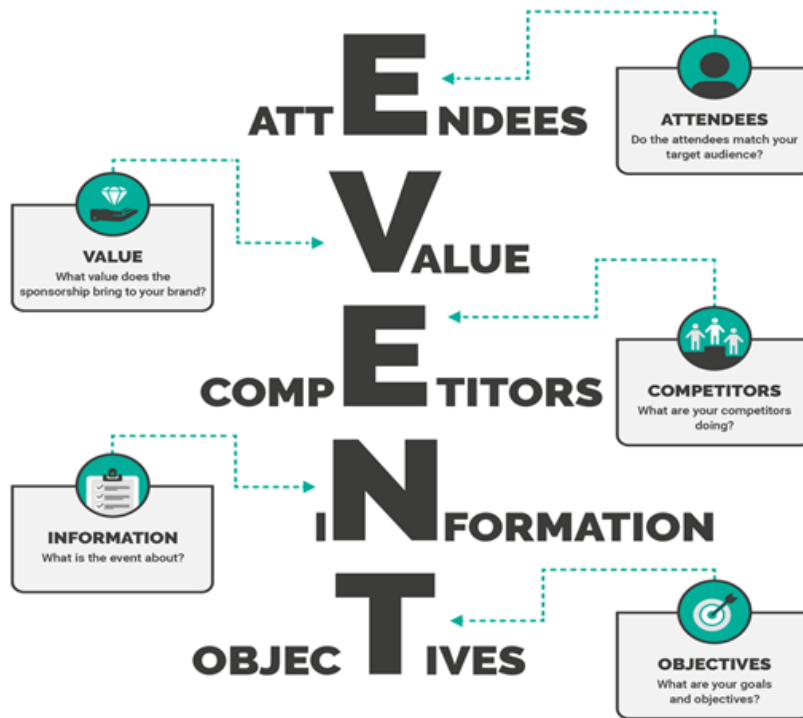 ATTENDEES
ATTENDEES
Do the attendees match your
target audience?
VALUE
VALUE
What value does the
sponsorship bring to your brand?
COMPETITORS
COMPETITORS
What are your competitors
doing?
INFORMATION
INFORMATION
What is the event about?
OBJECTIVES
OBJECTIVES
What are your goals
and objectives?